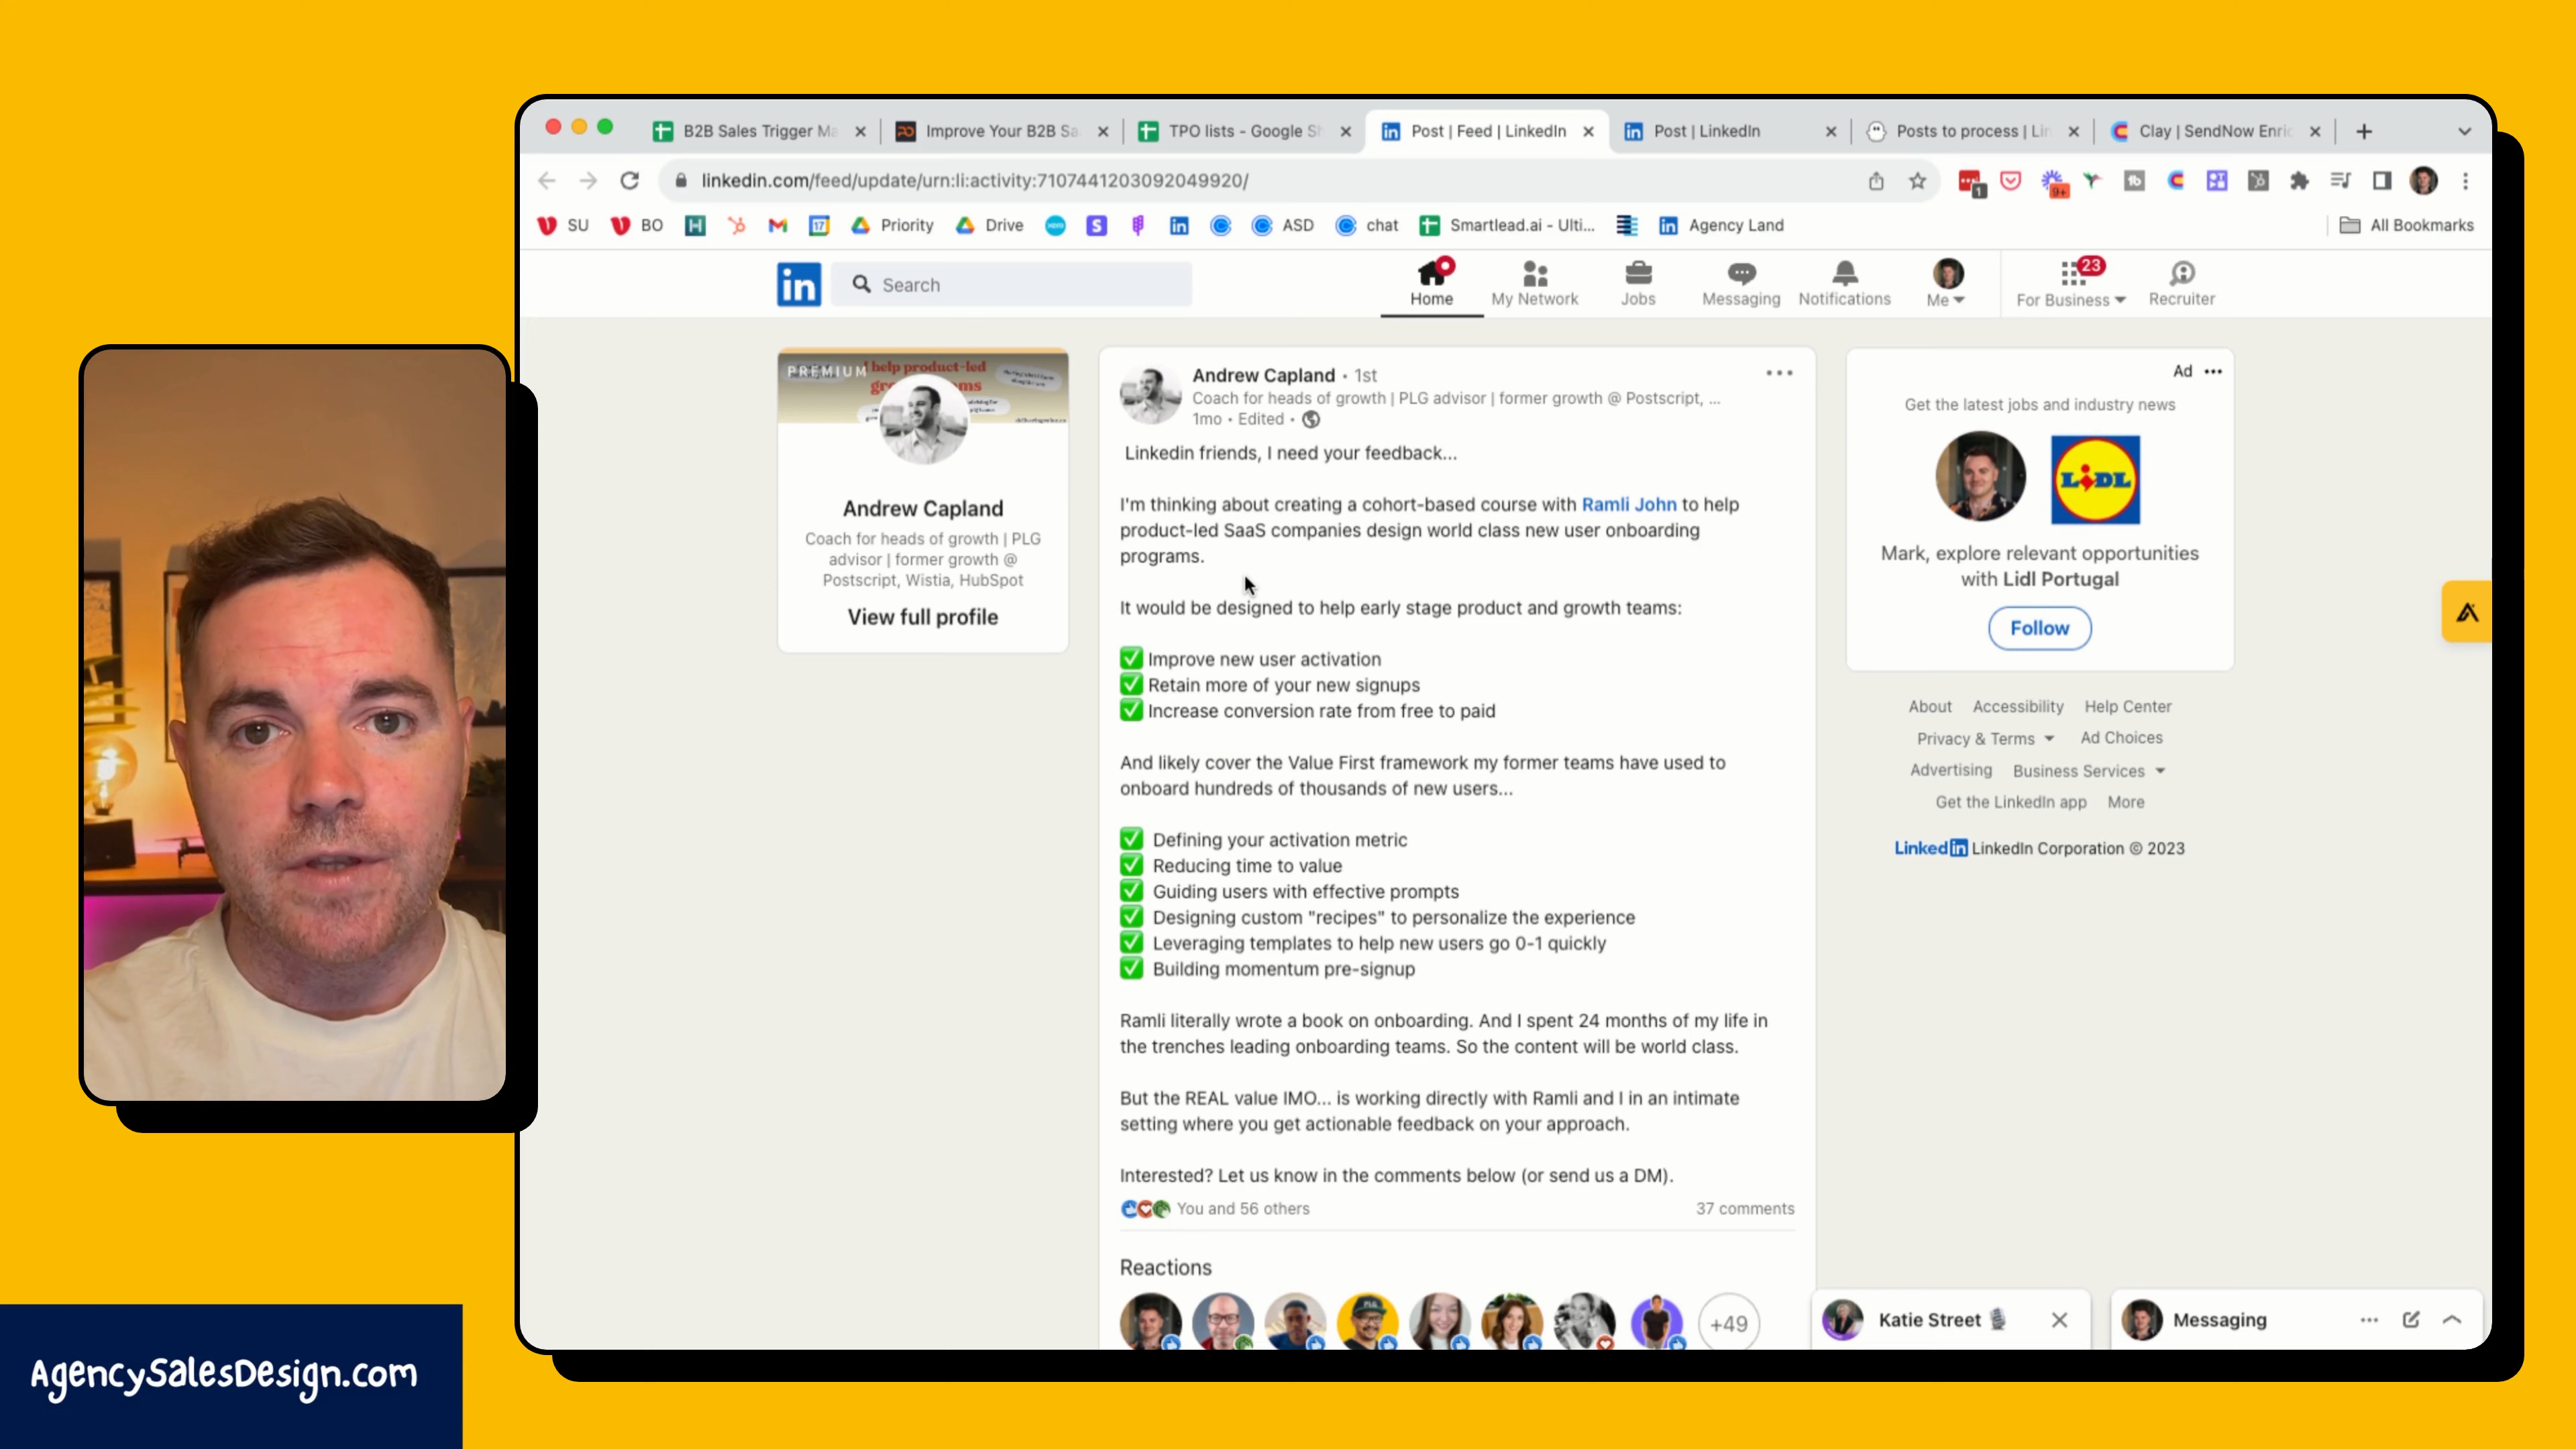 B2B Sales Trigger Ma
Improve Your B2B Sa
TPO lists - Google Sh
Post | Feed | LinkedIn
Post | LinkedIn
Posts to process | Lin
Clay | SendNow Enric
linkedin.com/feed/update/urn:li:activity:7107441203092049920/
1
9+
SU
BO
17
Priority
Drive
ASD
chat
Smartlead.ai - Ulti...
Agency Land
All Bookmarks
in
Search
Home
My Network
Jobs
Messaging
Notifications
Me
23
For Business
Recruiter
PREMIUM
I help product-led
Andrew Capland
Coach for heads of growth | PLG
advisor | former growth @
Postscript, Wistia, HubSpot
View full profile
Andrew Capland • 1st
Coach for heads of growth | PLG advisor | former growth @ Postscript, ...
1mo • Edited •
Linkedin friends, I need your feedback...
I'm thinking about creating a cohort-based course with Ramli John to help
product-led SaaS companies design world class new user onboarding
programs.
It would be designed to help early stage product and growth teams:
✅ Improve new user activation
✅ Retain more of your new signups
✅ Increase conversion rate from free to paid
And likely cover the Value First framework my former teams have used to
onboard hundreds of thousands of new users...
✅ Defining your activation metric
✅ Reducing time to value
✅ Guiding users with effective prompts
✅ Designing custom "recipes" to personalize the experience
✅ Leveraging templates to help new users go 0-1 quickly
✅ Building momentum pre-signup
Ramli literally wrote a book on onboarding. And I spent 24 months of my life in
the trenches leading onboarding teams. So the content will be world class.
But the REAL value IMO... is working directly with Ramli and I in an intimate
setting where you get actionable feedback on your approach.
Interested? Let us know in the comments below (or send us a DM).
You and 56 others
37 comments
Reactions
+49
Ad
Get the latest jobs and industry news
LiDL
Mark, explore relevant opportunities
with Lidl Portugal
Follow
About Accessibility Help Center
Privacy & Terms Ad Choices
Advertising Business Services
Get the LinkedIn app More
LinkedIn LinkedIn Corporation © 2023
Katie Street
Messaging
AgencySalesDesign.com